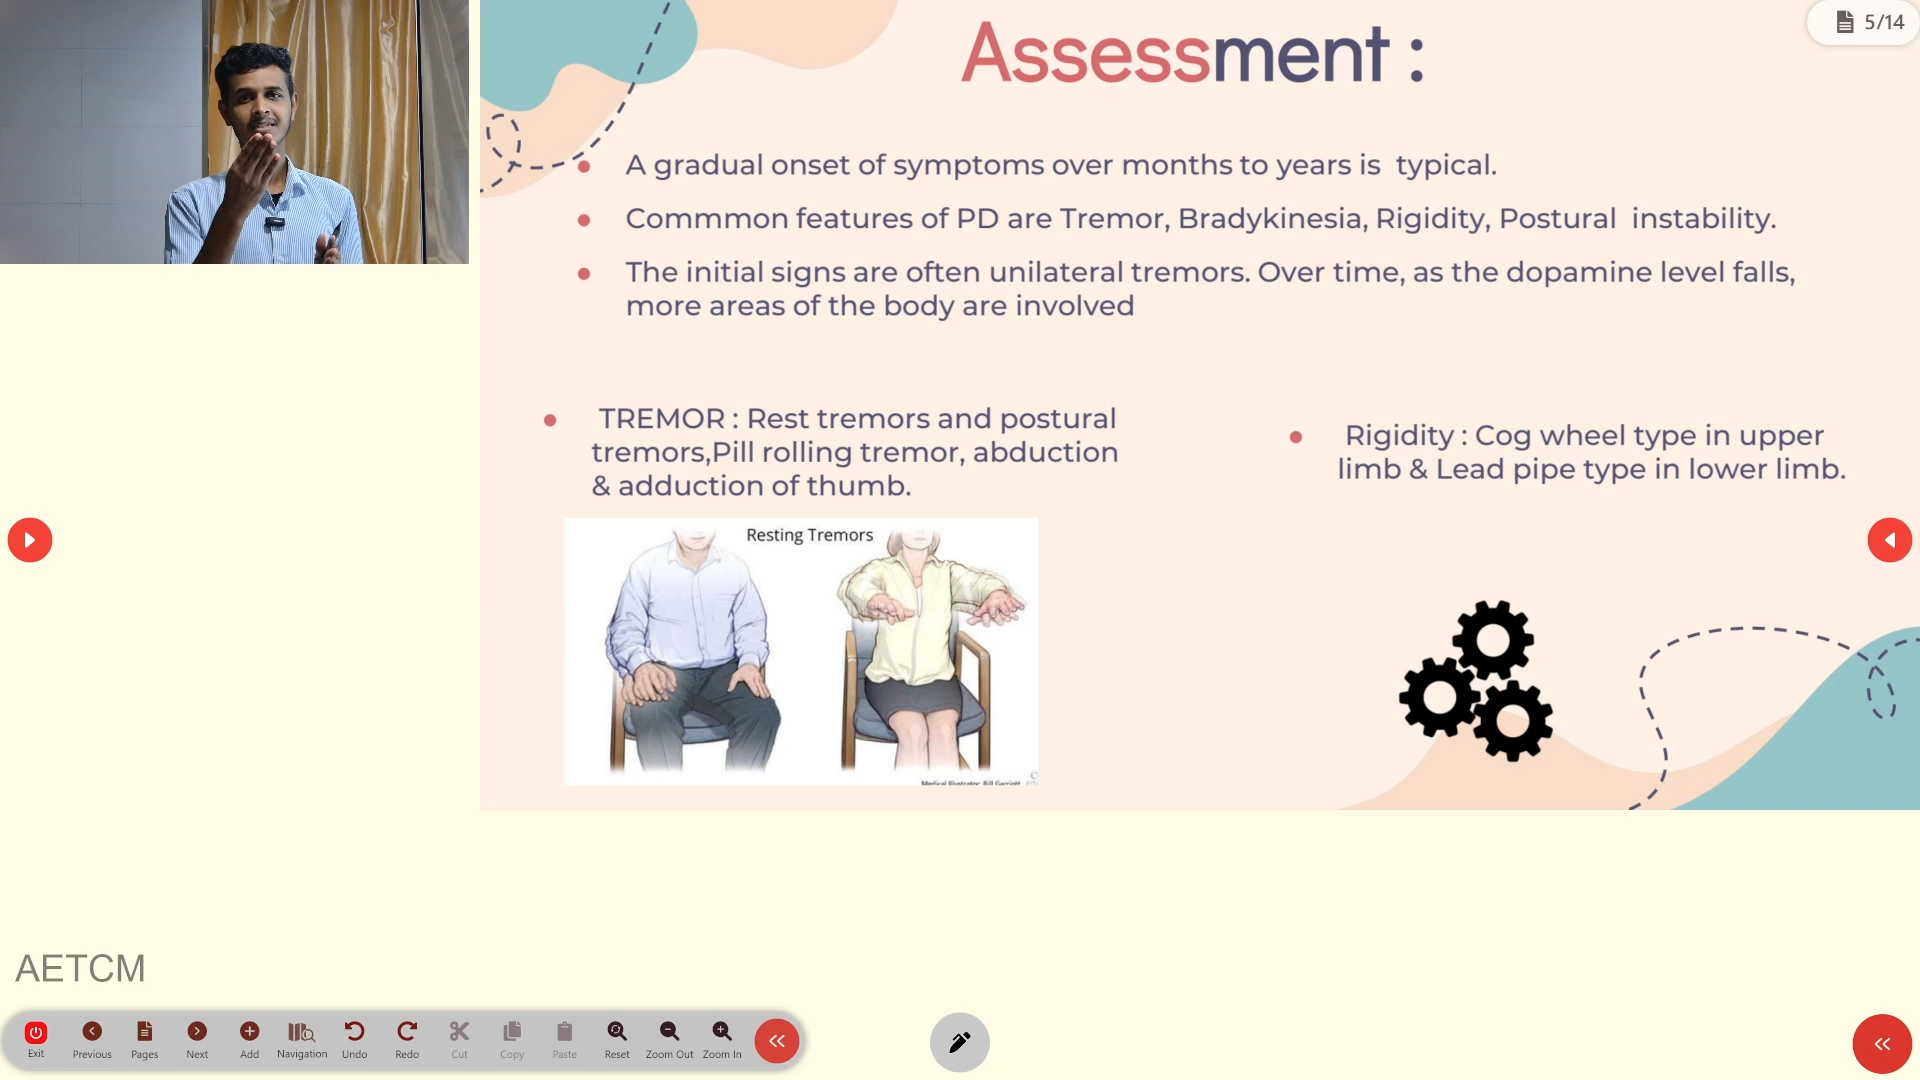 Assessment :
5/14
A gradual onset of symptoms over months to years is typical.
Commmon features of PD are Tremor, Bradykinesia, Rigidity, Postural instability.
The initial signs are often unilateral tremors. Over time, as the dopamine level falls,
more areas of the body are involved
TREMOR : Rest tremors and postural
tremors,Pill rolling tremor, abduction
& adduction of thumb.
Rigidity : Cog wheel type in upper
limb & Lead pipe type in lower limb.
Resting Tremors
Medical Illustrator: Bill Garriott
AETCM
Exit Previous Pages Next Add Navigation Undo Redo Cut Copy Paste Reset Zoom Out Zoom In